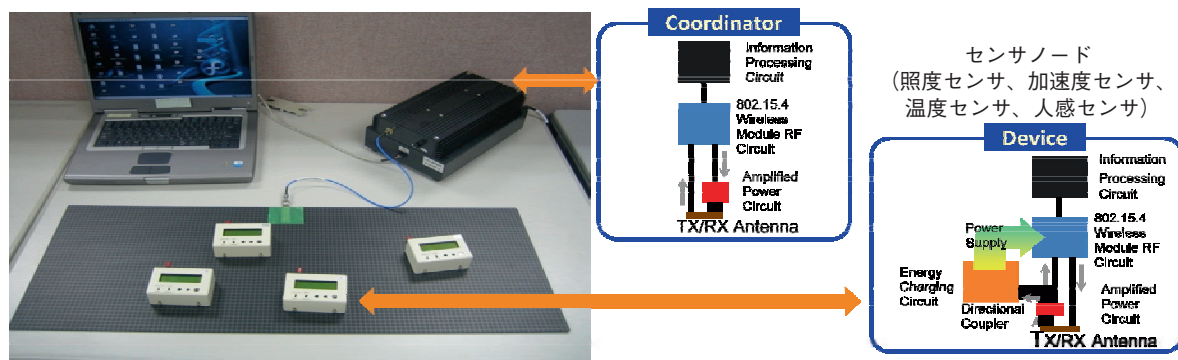 Coordinator
Information
Processing
Circuit
802.15.4
Wireless
Module RF
Circuit
Amplified
Power
Circuit
TX/RX Antenna
センサノード
（照度センサ、加速度センサ、
温度センサ、人感センサ）
Device
Information
Processing
Circuit
802.15.4
Wireless
Module RF
Circuit
Power
Supply
Energy
Charging
Circuit
Directional
Coupler
Amplified
Power
Circuit
TX/RX Antenna